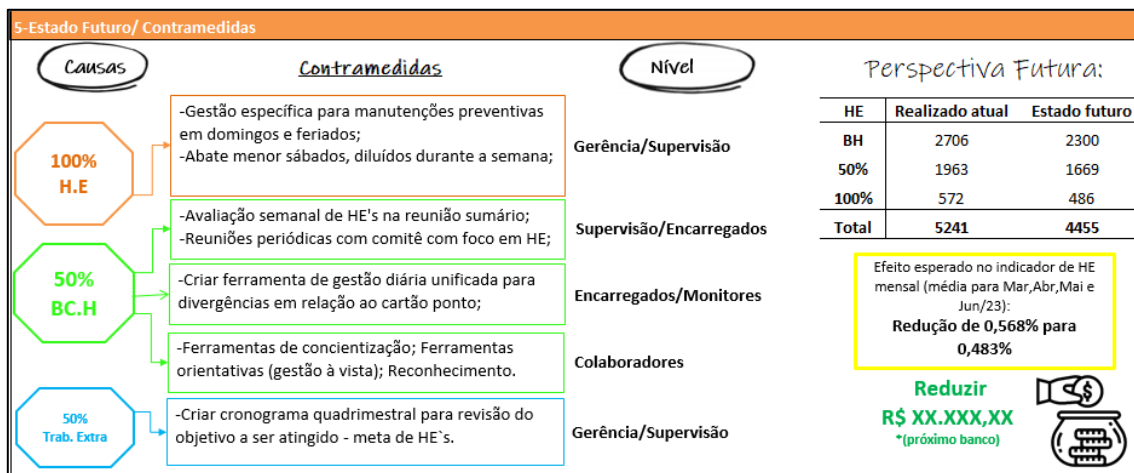 5-Estado Futuro/ Contramedidas
Causas
Contramedidas
Nível
Perspectiva Futura:
100%
H.E
-Gestão específica para manutenções preventivas
em domingos e feriados;
-Abate menor sábados, diluídos durante a semana;
Gerência/Supervisão
50%
BC.H
-Avaliação semanal de HE's na reunião sumário;
-Reuniões periódicas com comitê com foco em HE;
Supervisão/Encarregados
-Criar ferramenta de gestão diária unificada para
divergências em relação ao cartão ponto;
Encarregados/Monitores
-Ferramentas de concientização; Ferramentas
orientativas (gestão à vista); Reconhecimento.
Colaboradores
50%
Trab. Extra
-Criar cronograma quadrimestral para revisão do
objetivo a ser atingido - meta de HE`s.
Gerência/Supervisão
HE Realizado atual Estado futuro
BH 2706 2300
50% 1963 1669
100% 572 486
Total 5241 4455
Efeito esperado no indicador de HE
mensal (média para Mar,Abr,Mai e
Jun/23):
Redução de 0,568% para
0,483%
Reduzir
R$ XX.XXX,XX
*(próximo banco)
$